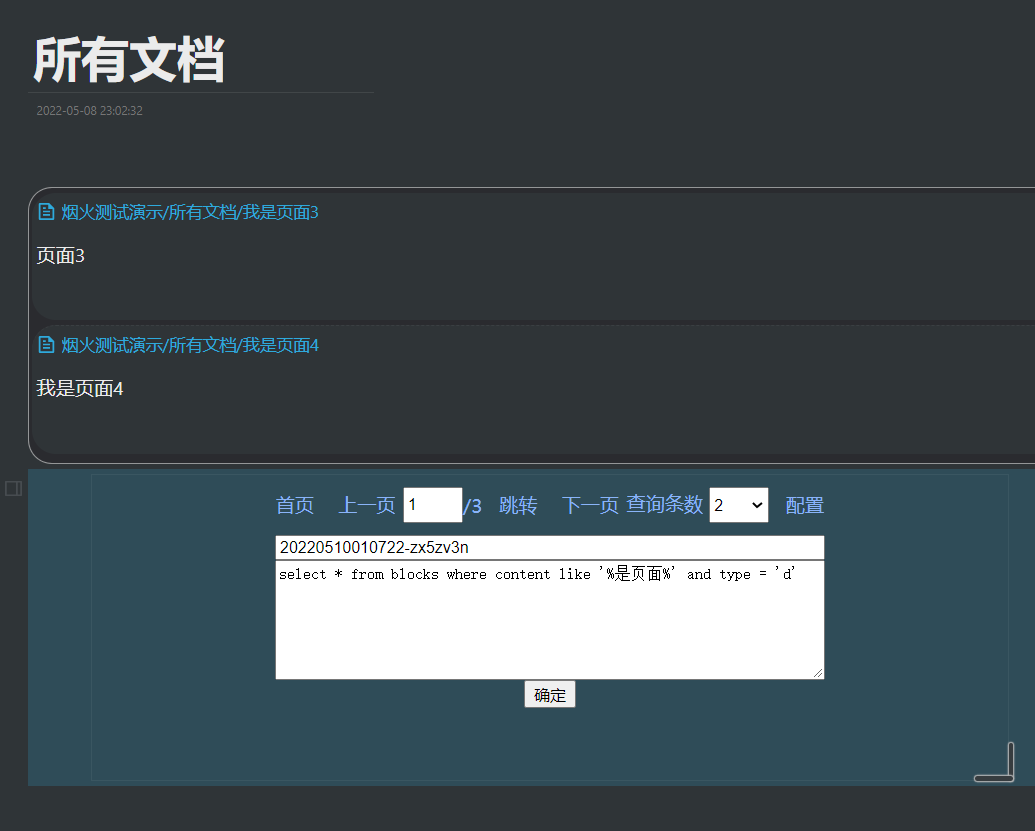 所有文档
2022-05-08 23:02:32
烟火测试演示/所有文档/我是页面3
页面3
烟火测试演示/所有文档/我是页面4
我是页面4
首页 上一页 1 /3 跳转 下一页 查询条数 2 配置
20220510010722-zx5zv3n
select * from blocks where content like '%是页面%' and type = 'd'
确定